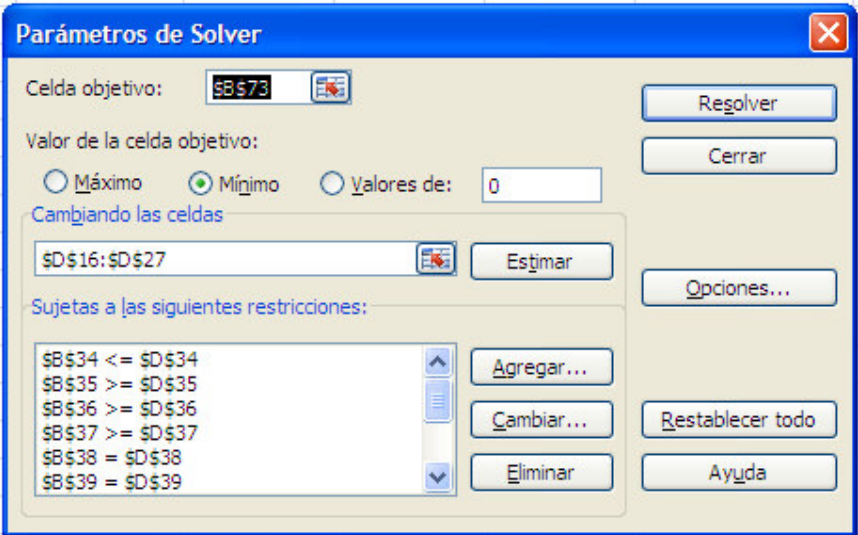 Parámetros de Solver
Celda objetivo: $B$73
Valor de la celda objetivo:
Máximo Mínimo Valores de: 0
Cambiando las celdas
$D$16:$D$27
Estimar
Sujetas a las siguientes restricciones:
$B$34 <= $D$34
$B$35 >= $D$35
$B$36 >= $D$36
$B$37 >= $D$37
$B$38 = $D$38
$B$39 = $D$39
Agregar...
Cambiar...
Eliminar
Resolver
Cerrar
Opciones...
Restablecer todo
Ayuda